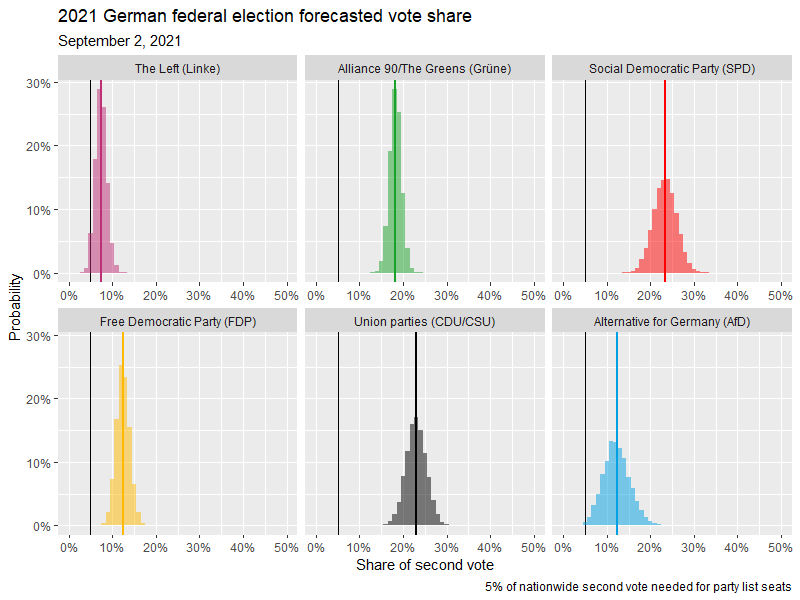 2021 German federal election forecasted vote share
September 2, 2021
The Left (Linke)
Alliance 90/The Greens (Grüne)
Social Democratic Party (SPD)
30%
20%
10%
0%
0% 10% 20% 30% 40% 50%
0% 10% 20% 30% 40% 50%
0% 10% 20% 30% 40% 50%
Probability
Free Democratic Party (FDP)
Union parties (CDU/CSU)
Alternative for Germany (AfD)
30%
20%
10%
0%
0% 10% 20% 30% 40% 50%
0% 10% 20% 30% 40% 50%
0% 10% 20% 30% 40% 50%
Share of second vote
5% of nationwide second vote needed for party list seats